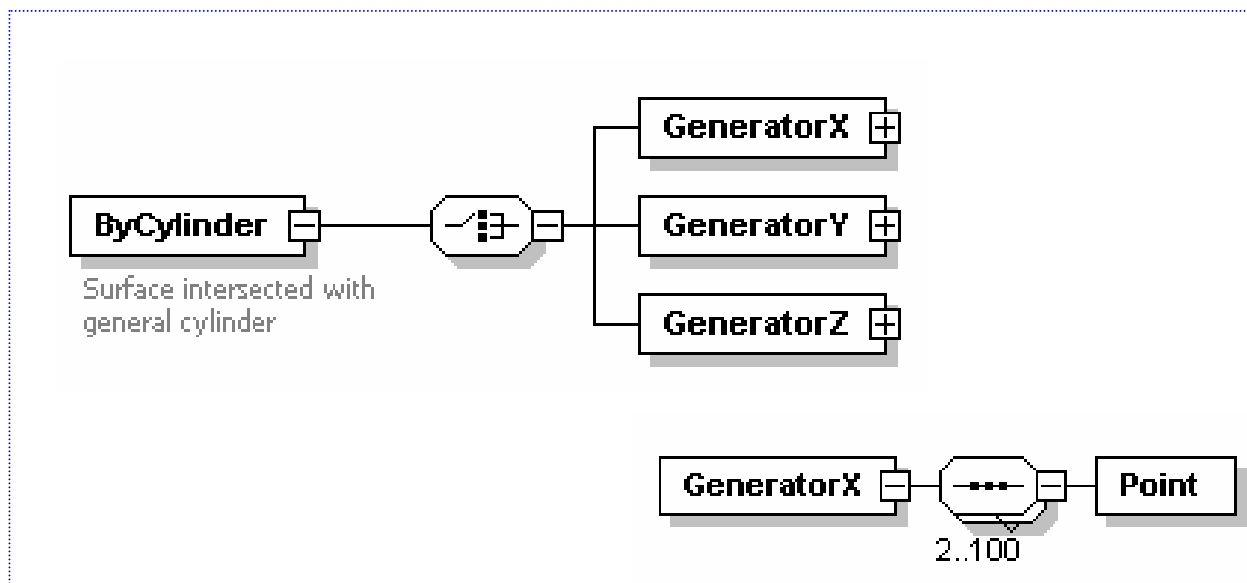 GeneratorX
ByCylinder
GeneratorY
Surface intersected with
general cylinder
GeneratorZ
GeneratorX
Point
2..100